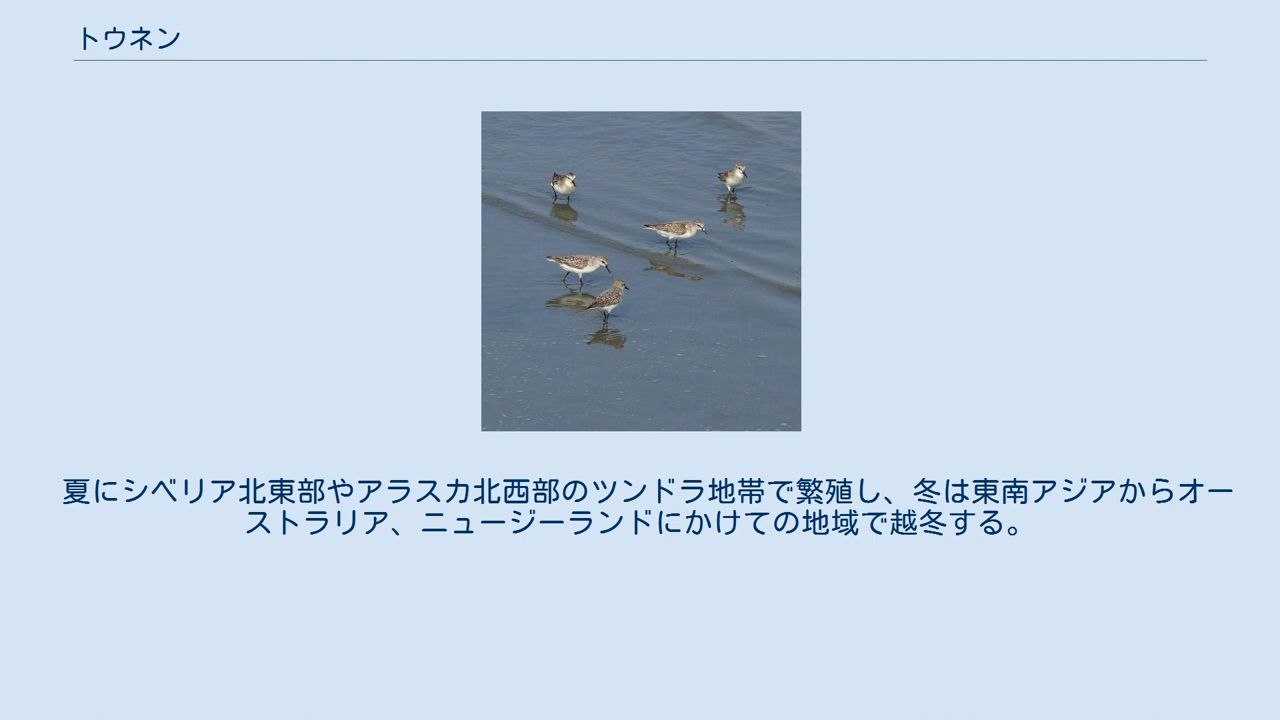 トウネン
夏にシベリア北東部やアラスカ北西部のツンドラ地帯で繁殖し、冬は東南アジアからオー
ストラリア、ニュージーランドにかけての地域で越冬する。